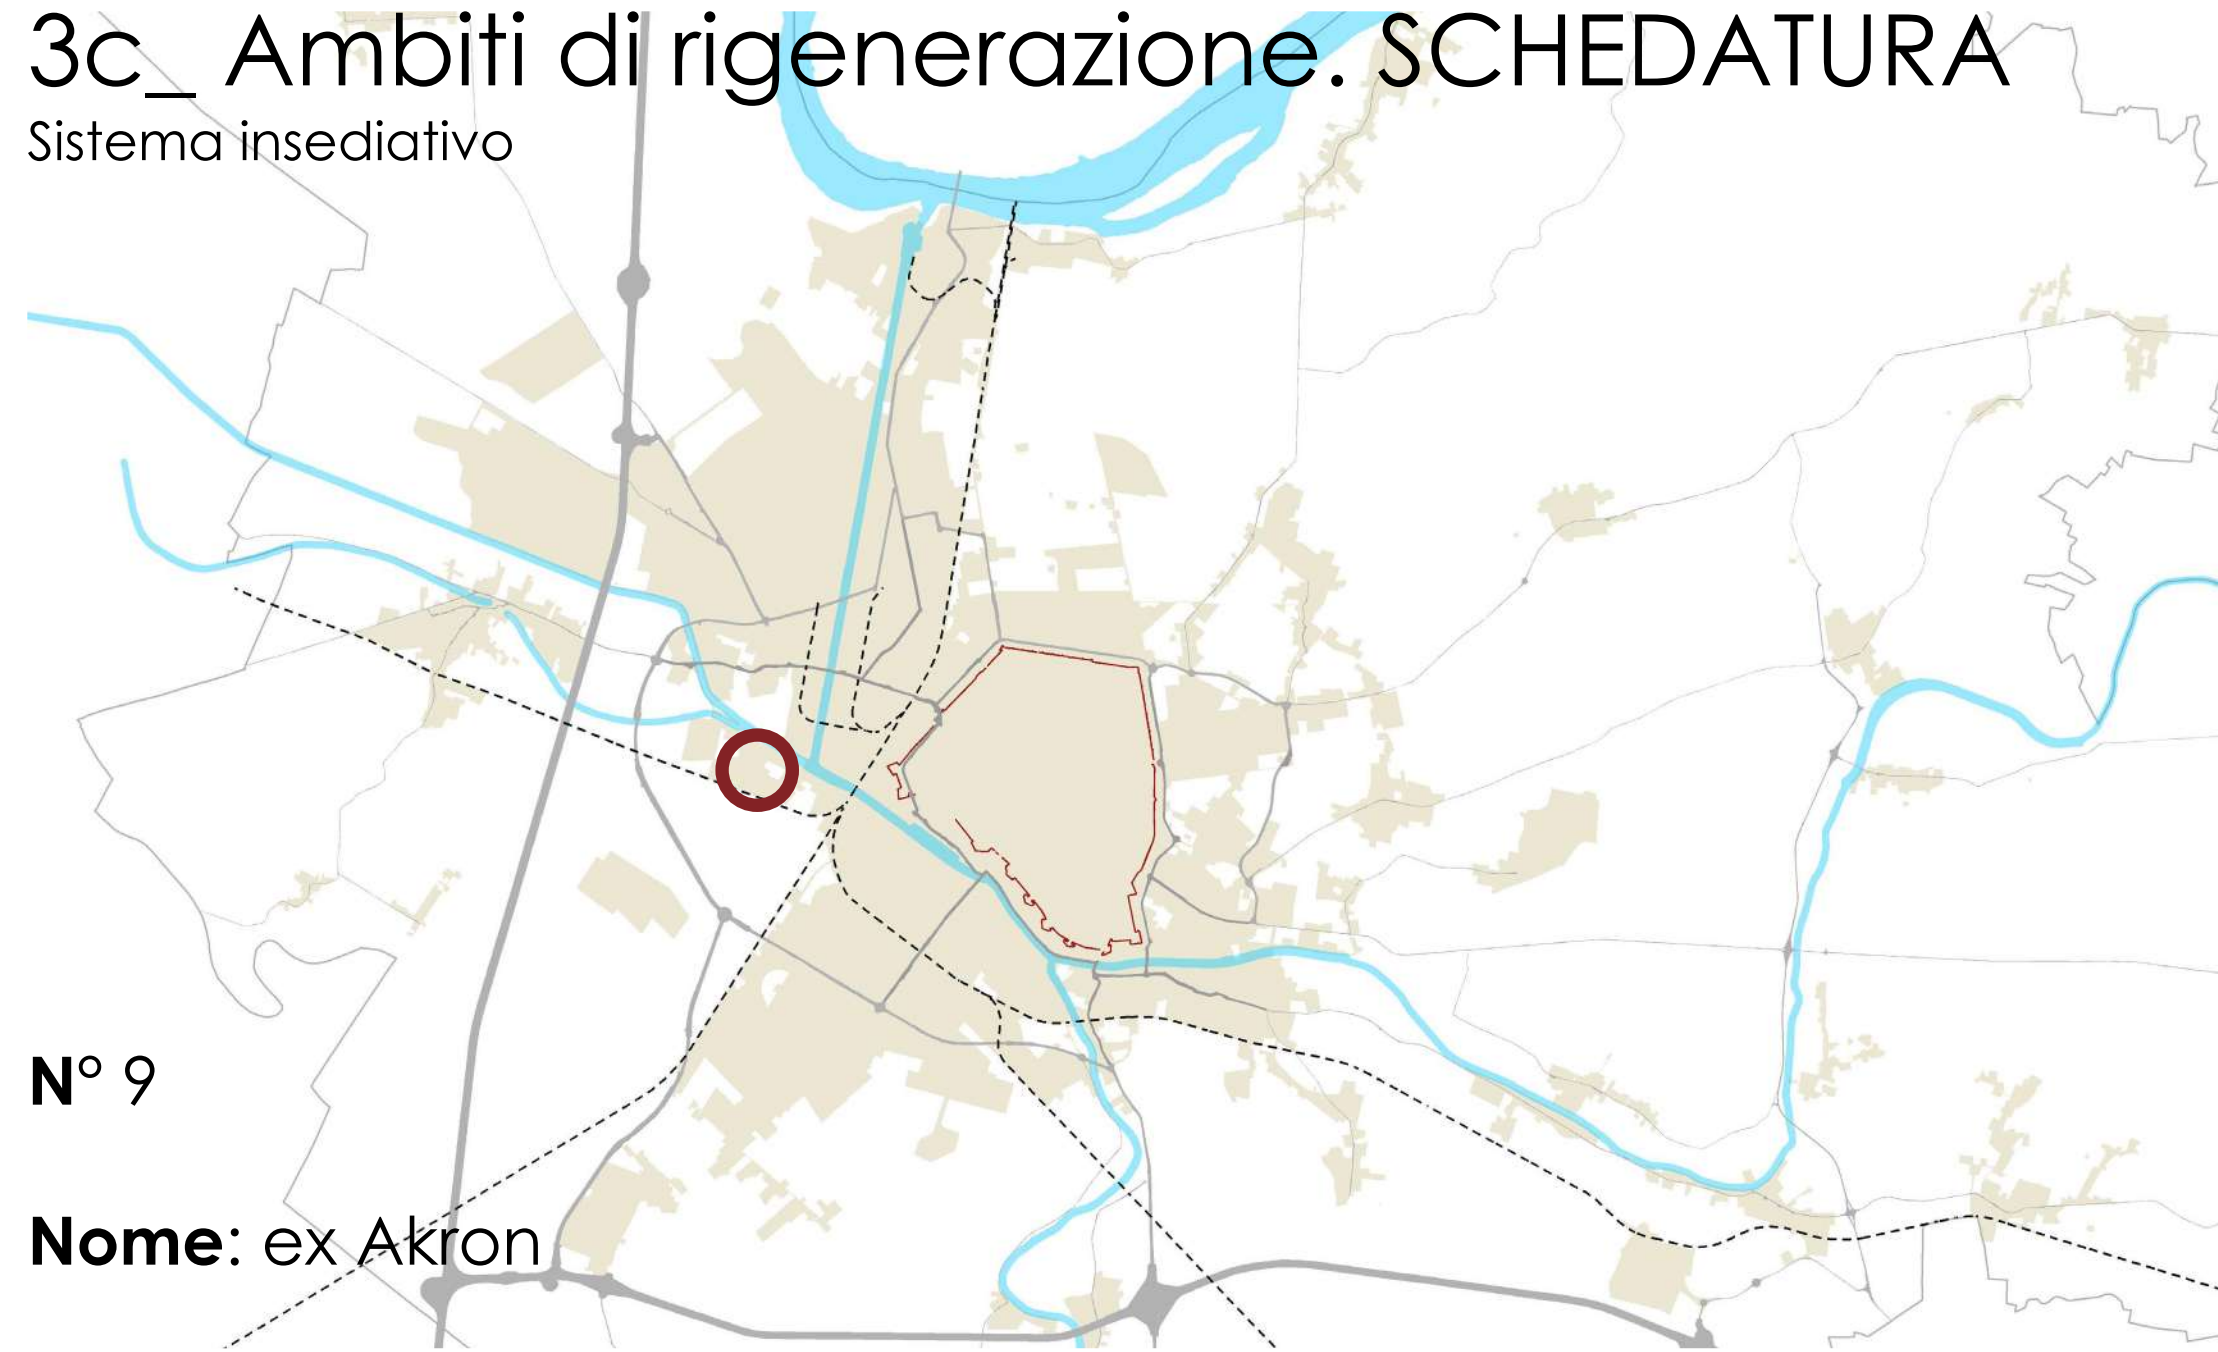 3c_ Ambiti di rigenerazione. SCHEDATURA
Sistema insediativo
N° 9
Nome: ex Akron